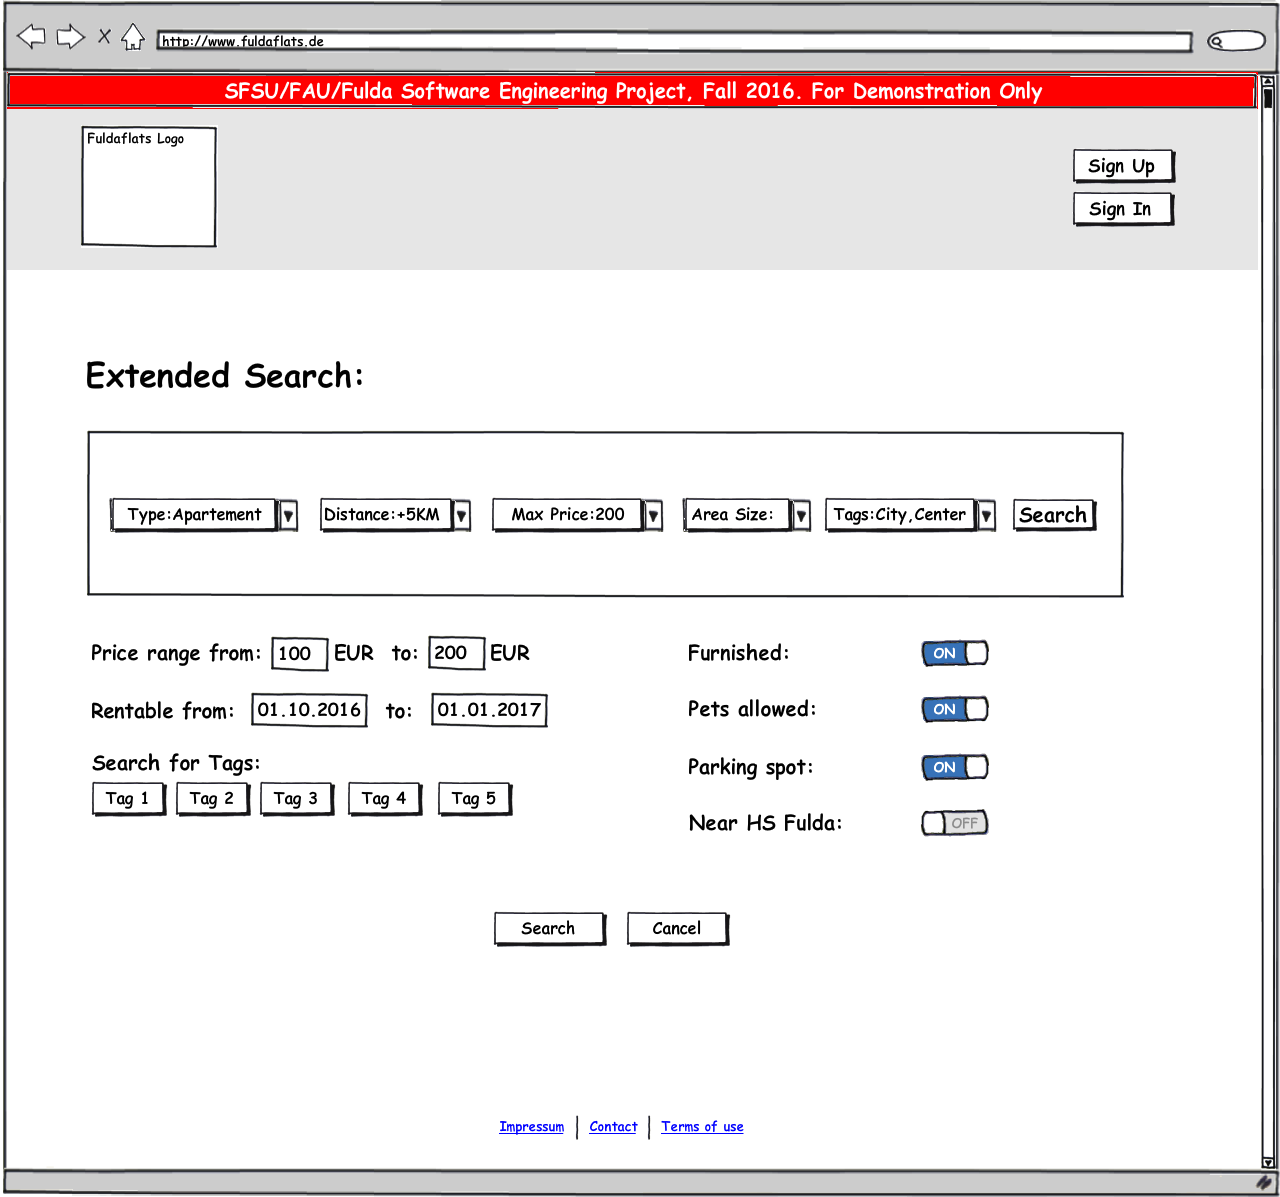 http://www.fuldaflats.de
SFSU/FAU/Fulda Software Engineering Project, Fall 2016. For Demonstration Only
Fuldaflats Logo
Sign Up
Sign In
Extended Search:
Type:Apartement Distance:+5KM Max Price:200 Area Size: Tags:City,Center Search
Price range from: 100 EUR to: 200 EUR
Rentable from: 01.10.2016 to: 01.01.2017
Search for Tags:
Tag 1 Tag 2 Tag 3 Tag 4 Tag 5
Furnished: ON
Pets allowed: ON
Parking spot: ON
Near HS Fulda: OFF
Search Cancel
Impressum Contact Terms of use